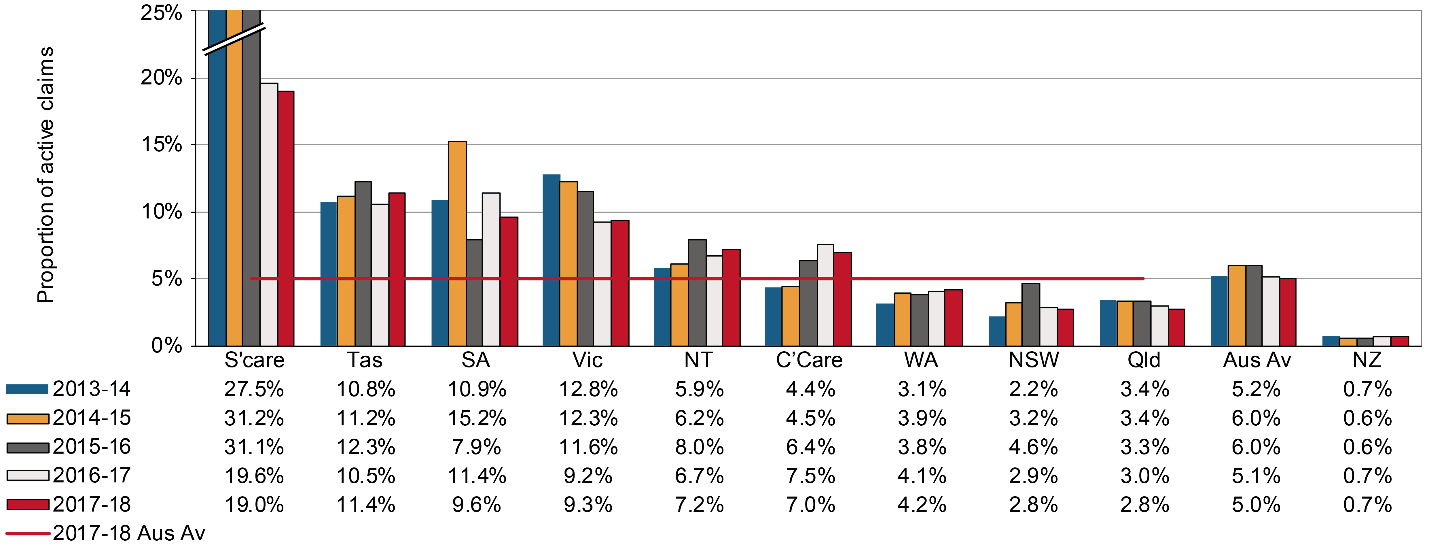 Proportion of active claims
25%
20%
15%
10%
5%
0%
S'care Tas SA Vic NT C’Care WA NSW Qld Aus Av NZ
2013-14 27.5% 10.8% 10.9% 12.8% 5.9% 4.4% 3.1% 2.2% 3.4% 5.2% 0.7%
2014-15 31.2% 11.2% 15.2% 12.3% 6.2% 4.5% 3.9% 3.2% 3.4% 6.0% 0.6%
2015-16 31.1% 12.3% 7.9% 11.6% 8.0% 6.4% 3.8% 4.6% 3.3% 6.0% 0.6%
2016-17 19.6% 10.5% 11.4% 9.2% 6.7% 7.5% 4.1% 2.9% 3.0% 5.1% 0.7%
2017-18 19.0% 11.4% 9.6% 9.3% 7.2% 7.0% 4.2% 2.8% 2.8% 5.0% 0.7%
2017-18 Aus Av